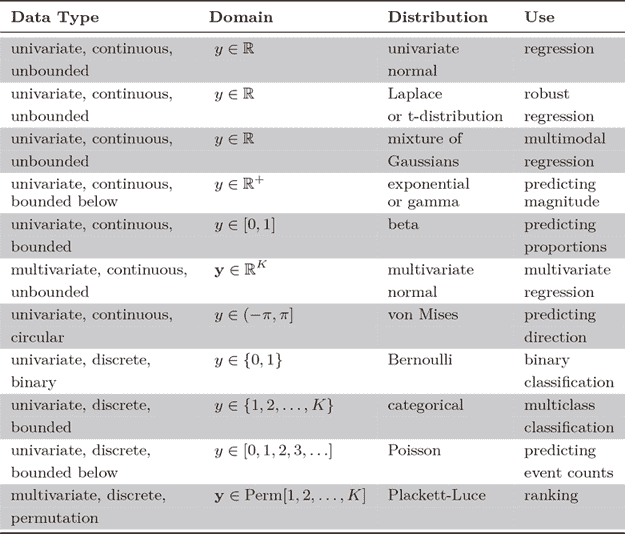 Data Type Domain Distribution Use
univariate, continuous, y ∈ ℝ univariate regression
unbounded normal
univariate, continuous, y ∈ ℝ Laplace robust
unbounded or t-distribution regression
univariate, continuous, y ∈ ℝ mixture of multimodal
unbounded Gaussians regression
univariate, continuous, y ∈ ℝ⁺ exponential predicting
bounded below or gamma magnitude
univariate, continuous, y ∈ [0, 1] beta predicting
bounded proportions
multivariate, continuous, y ∈ ℝᴷ multivariate multivariate
unbounded normal regression
univariate, continuous, y ∈ (−π, π] von Mises predicting
circular direction
univariate, discrete, y ∈ {0, 1} Bernoulli binary
binary classification
univariate, discrete, y ∈ {1, 2, . . . , K} categorical multiclass
bounded classification
univariate, discrete, y ∈ [0, 1, 2, 3, . . .] Poisson predicting
bounded below event counts
multivariate, discrete, y ∈ Perm[1, 2, . . . , K] Plackett-Luce ranking
permutation